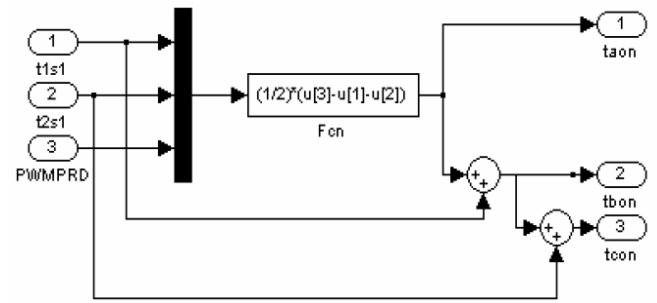 1
t1s1
2
t2s1
3
PWMPRD
(1/2)*(u[3]-u[1]-u[2])
Fcn
1
taon
+
+
2
tbon
+
+
3
tcon